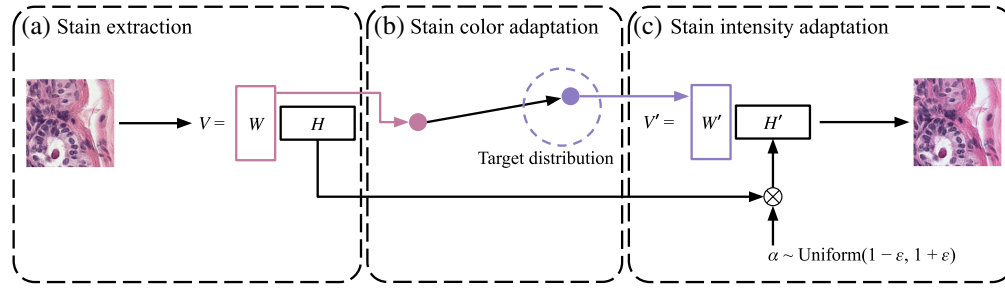 (a) Stain extraction
V =
W
H
(b) Stain color adaptation
Target distribution
(c) Stain intensity adaptation
V′ =
W′
H′
α ~ Uniform(1 − ε, 1 + ε)